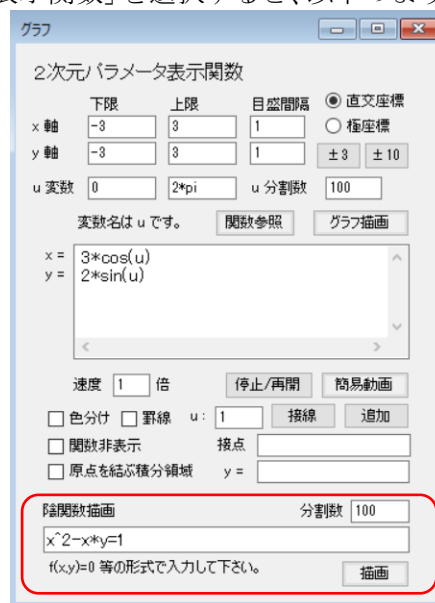 表示関数」を選択すると、以下のよう
グラフ
2次元パラメータ表示関数
下限 上限 目盛間隔 直交座標
x 軸 -3 3 1 極座標
y 軸 -3 3 1 ±3 ±10
u 変数 0 2*pi u 分割数 100
変数名は u です。 関数参照 グラフ描画
x = 3*cos(u)
y = 2*sin(u)
速度 1 倍 停止/再開 簡易動画
色分け 罫線 u: 1 接線 追加
関数非表示 接点
原点を結ぶ積分領域 y =
陰関数描画 分割数 100
x^2-x*y=1
f(x,y)=0 等の形式で入力して下さい。 描画